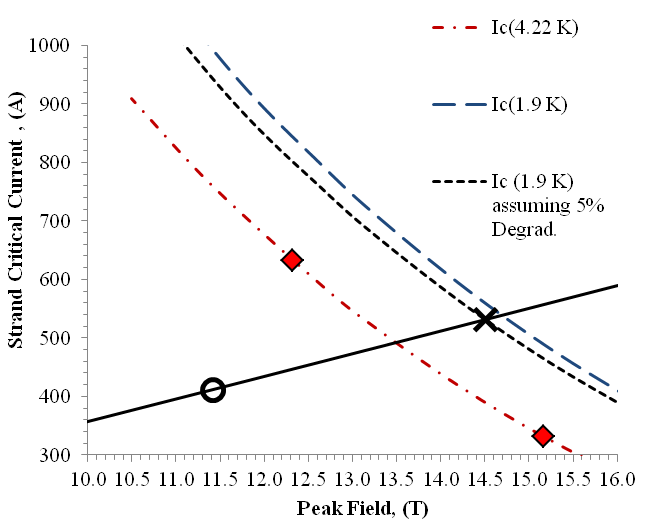 Ic(4.22 K)
Ic(1.9 K)
Ic (1.9 K)
assuming 5%
Degrad.
Strand Critical Current , (A)
1000
900
800
700
600
500
400
300
10.0 10.5 11.0 11.5 12.0 12.5 13.0 13.5 14.0 14.5 15.0 15.5 16.0
Peak Field, (T)